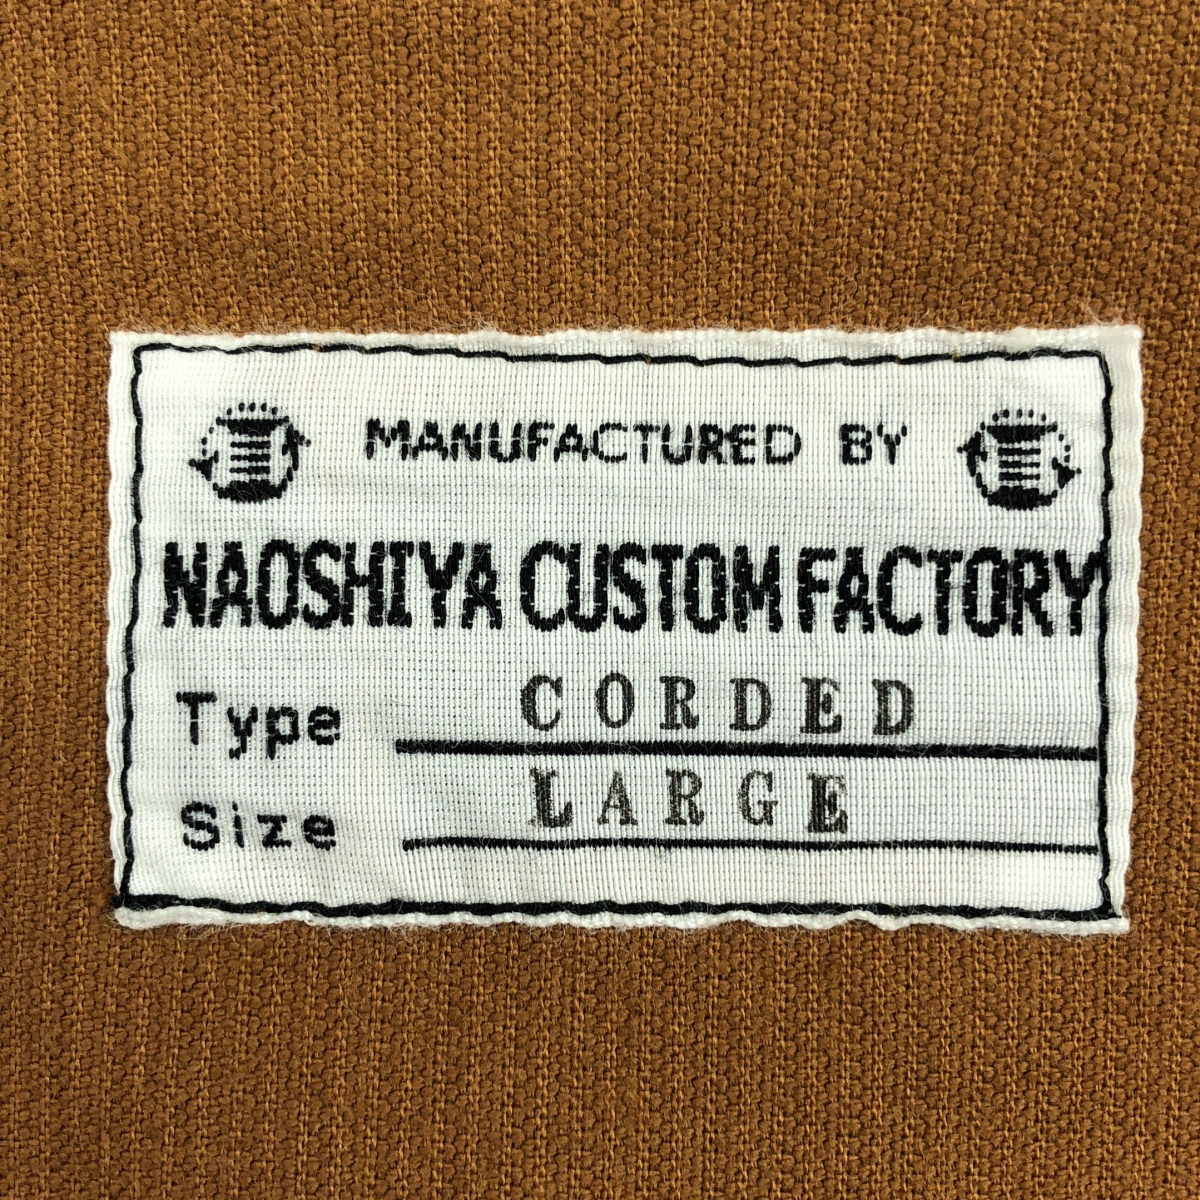 MANUFACTURED BY
NAOSHIYA CUSTOM FACTORY
Type CORDED
Size LARGE